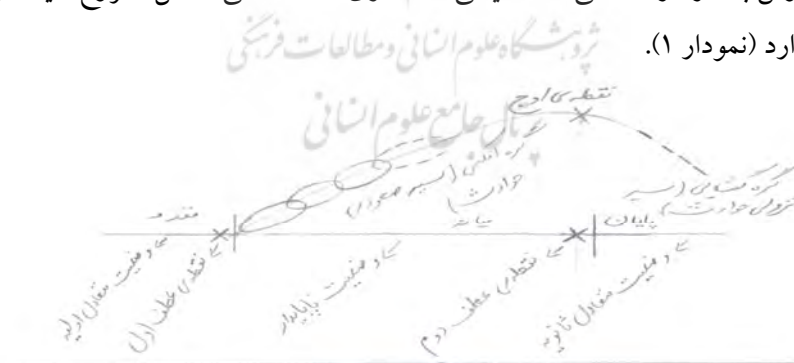 ارد (نمودار ۱).
پژوهشگاه علوم انسانی و مطالعات فرهنگی
پرتال جامع علوم انسانی
نقطه‌ی اوج
گره افکنی (سیر صعودی
حوادث)
گره گشایی (سیر
نزولی حوادث)
مقدمه
میانه
پایان
وضعیت متعادل اولیه
نقطه‌ی عطف اول
وضعیت ناپایدار
نقطه‌ی عطف دوم
وضعیت متعادل ثانویه